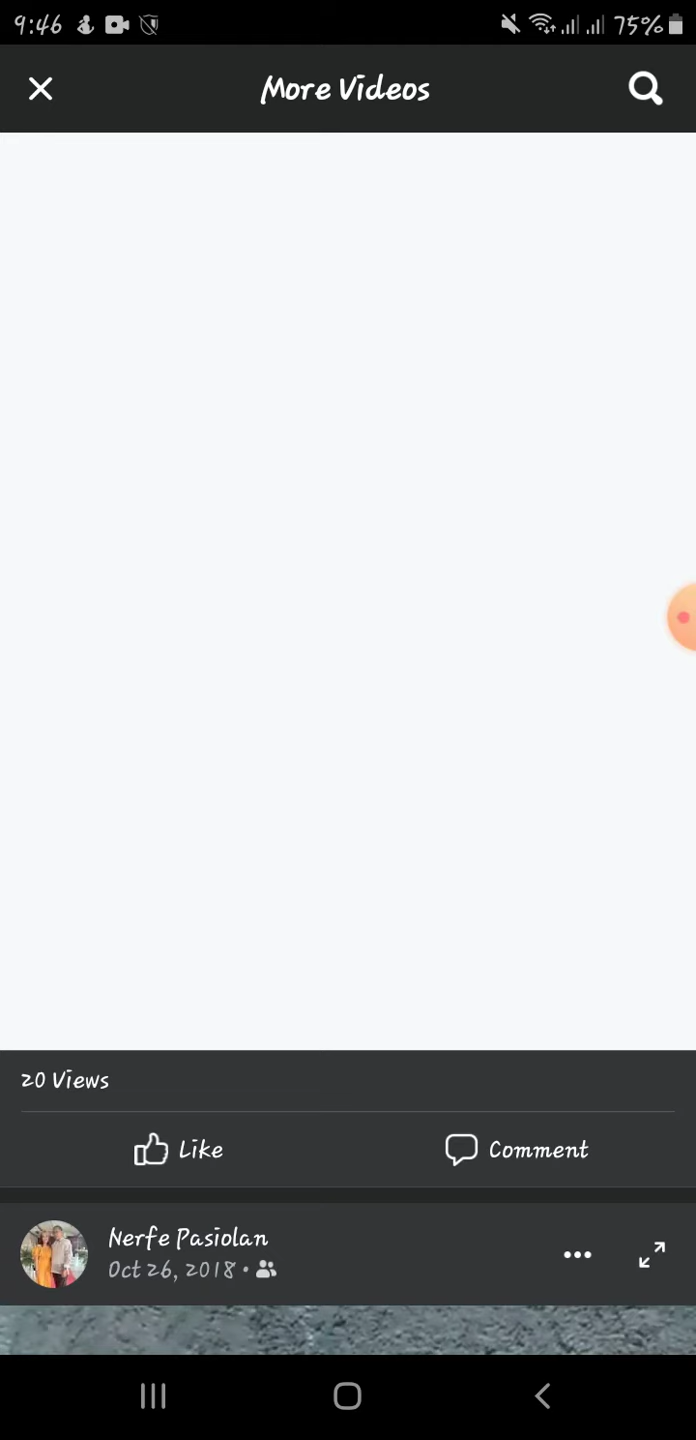 9:46
75%
More Videos
20 Views
Like
Comment
Nerfe Pasiolan
Oct 26, 2018 •